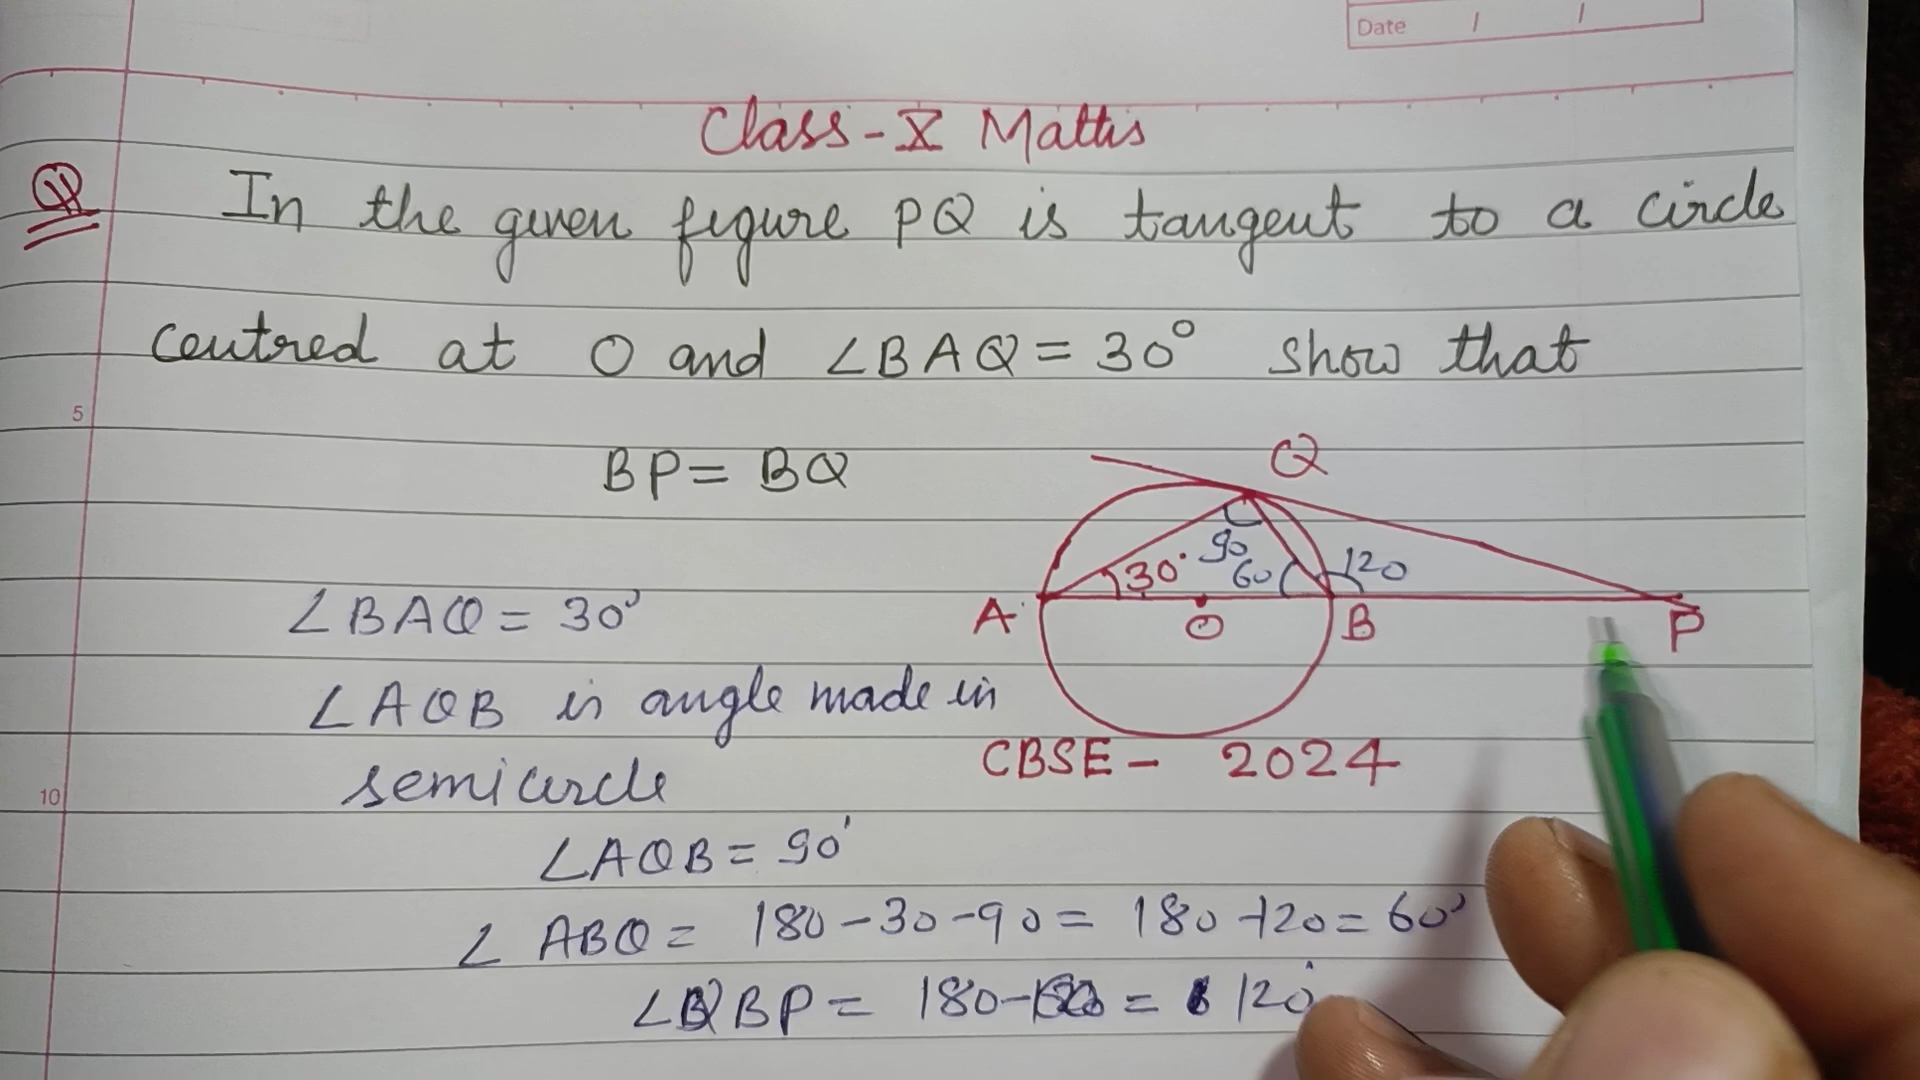 Date / /
Class-X Maths
Q In the given figure PQ is tangent to a circle
centred at O and ∠BAQ = 30° show that
5
BP = BQ
Q
90
30° 60 120
A O B P
∠BAQ = 30°
∠AQB is angle made in
semicircle
CBSE - 2024
10
∠AQB = 90°
∠ABQ = 180-30-90 = 180-120 = 60°
∠QBP = 180- = 120°